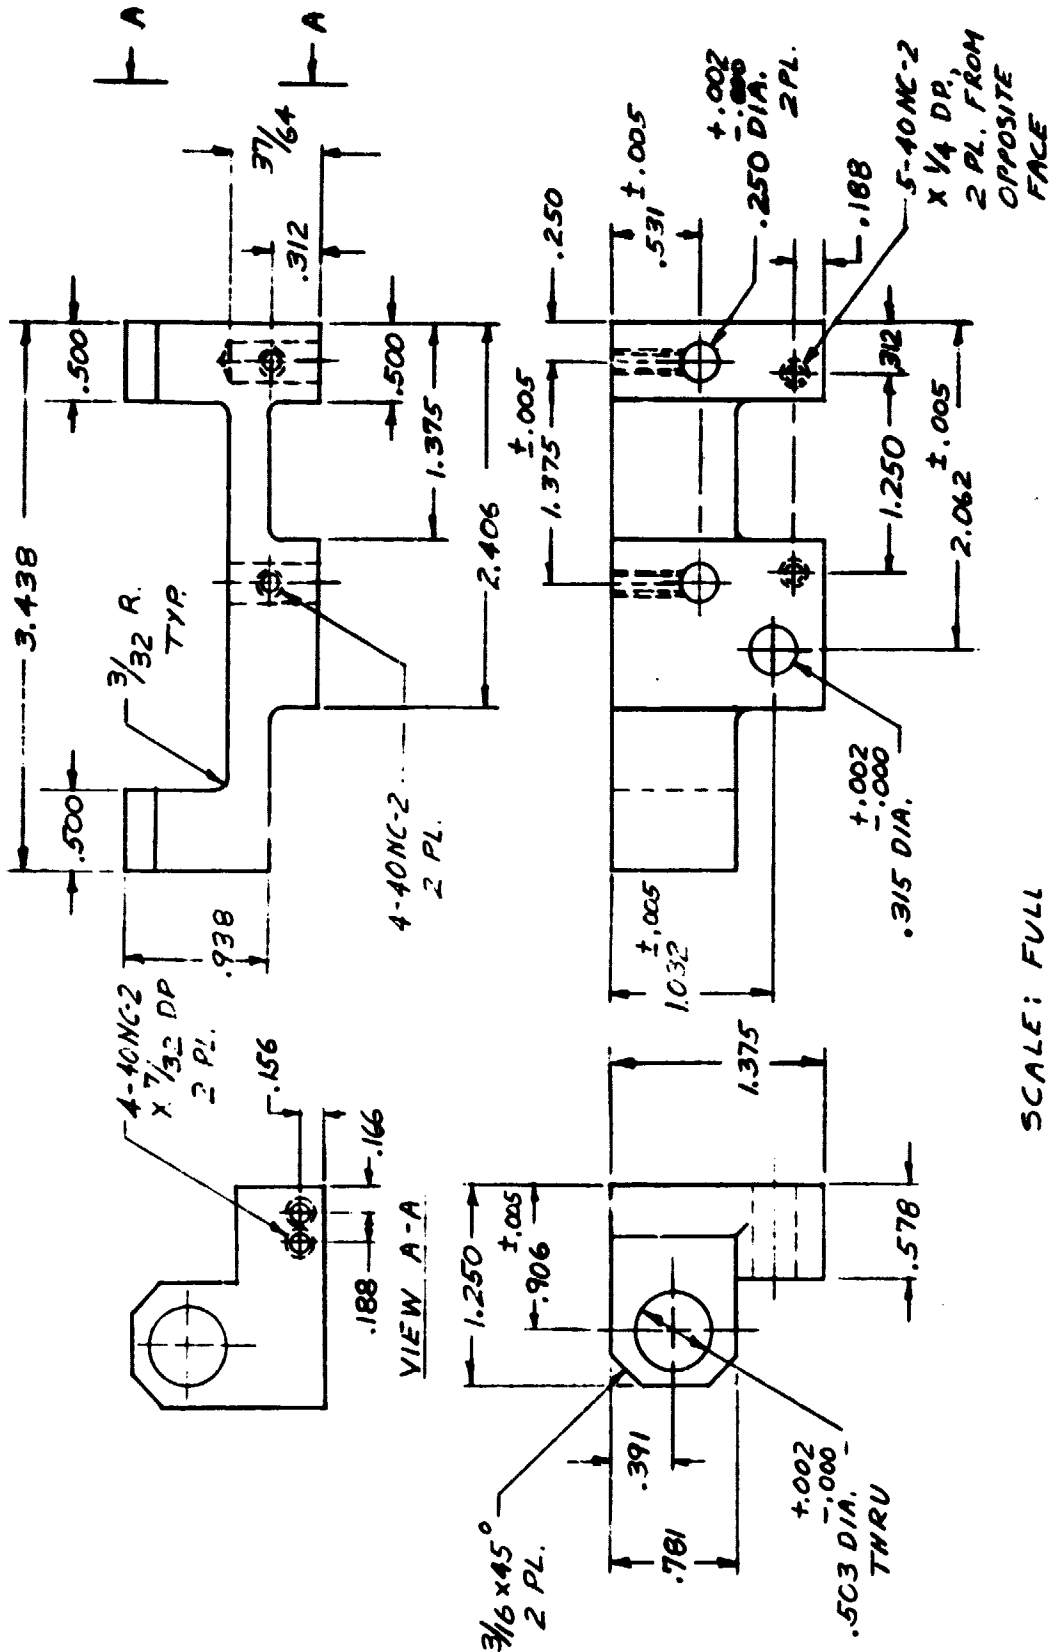 A
A
3.438
.500
.500
3/32 R.
TYP.
37/64
.312
.500
1.375
2.406
.938
4-40NC-2
2 PL.
4-40NC-2
X 7/32 DP
2 PL.
.156
.166
.188
VIEW A-A
.250
±.005
.531
±.005
1.375
+.002
.250 DIA.
2 PL.
.188
5-40NC-2
X 1/4 DP.,
2 PL. FROM
OPPOSITE
FACE
.312
1.250
±.005
2.062
+.002
-.000
.315 DIA.
±.005
1.032
1.375
.578
1.250
±.005
.906
3/16 X 45°
2 PL.
.391
.781
+.002
-.000
.503 DIA.
THRU
SCALE: FULL